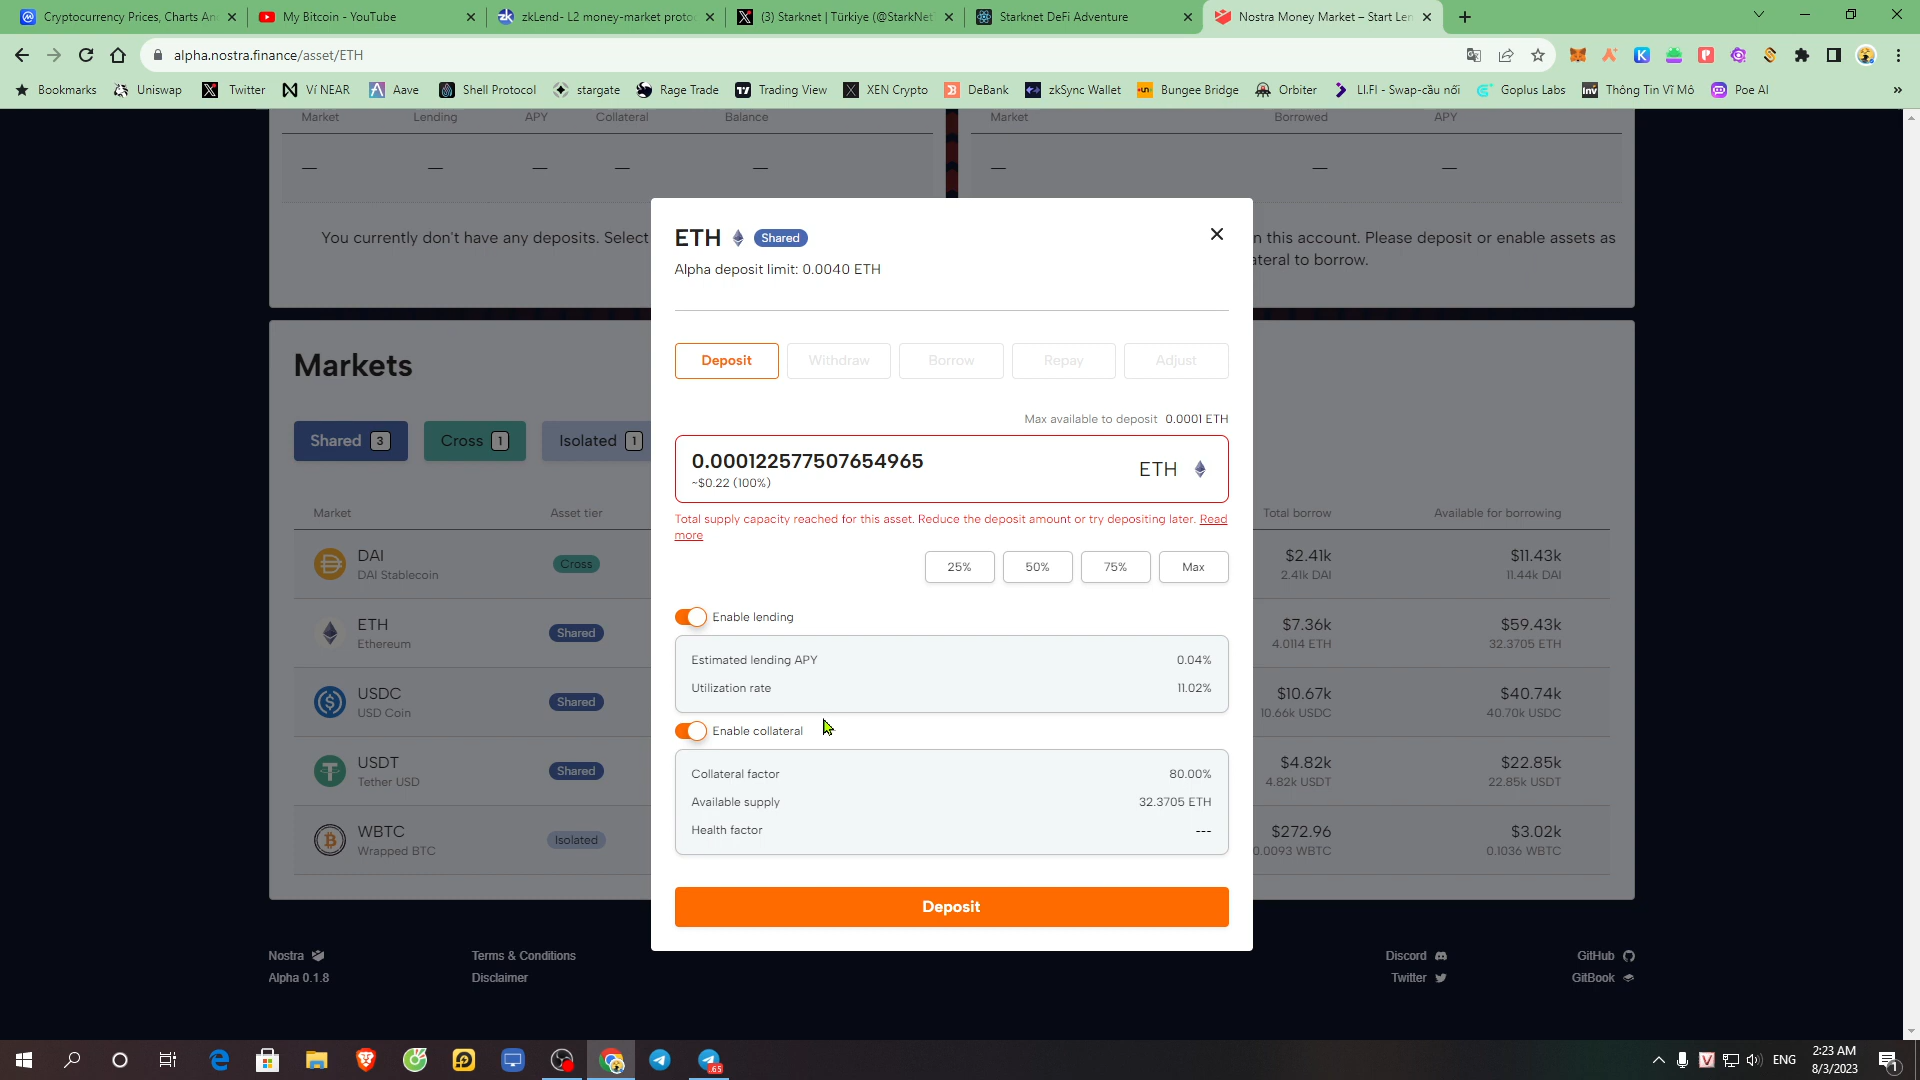 Cryptocurrency Prices, Charts An
My Bitcoin - YouTube
zkLend- L2 money-market proto
(3) Starknet | Türkiye (@StarkNet
Starknet DeFi Adventure
Nostra Money Market – Start Len
alpha.nostra.finance/asset/ETH
Bookmarks
Uniswap
Twitter
Ví NEAR
Aave
Shell Protocol
stargate
Rage Trade
Trading View
XEN Crypto
DeBank
zkSync Wallet
Bungee Bridge
Orbiter
LI.FI - Swap-cầu nối
Goplus Labs
Thông Tin Vĩ Mô
Poe AI
Market Lending APY Collateral Balance
Market Borrowed APY
— — — — —
— — —
You currently don't have any deposits. Select
n this account. Please deposit or enable assets as
ateral to borrow.
ETH Shared
Alpha deposit limit: 0.0040 ETH
Deposit Withdraw Borrow Repay Adjust
Max available to deposit 0.0001 ETH
0.000122577507654965
~$0.22 (100%)
ETH
Total supply capacity reached for this asset. Reduce the deposit amount or try depositing later. Read
more
25% 50% 75% Max
Enable lending
Estimated lending APY 0.04%
Utilization rate 11.02%
Enable collateral
Collateral factor 80.00%
Available supply 32.3705 ETH
Health factor ---
Deposit
Markets
Shared 3 Cross 1 Isolated 1
Market Asset tier Total borrow Available for borrowing
DAI Cross $2.41k $11.43k
DAI Stablecoin 2.41k DAI 11.44k DAI
ETH Shared $7.36k $59.43k
Ethereum 4.0114 ETH 32.3705 ETH
USDC Shared $10.67k $40.74k
USD Coin 10.66k USDC 40.70k USDC
USDT Shared $4.82k $22.85k
Tether USD 4.82k USDT 22.85k USDT
WBTC Isolated $272.96 $3.02k
Wrapped BTC 0.0093 WBTC 0.1036 WBTC
Nostra Terms & Conditions Discord GitHub
Alpha 0.1.8 Disclaimer Twitter GitBook
.65
V
ENG
2:23 AM
8/3/2023
1